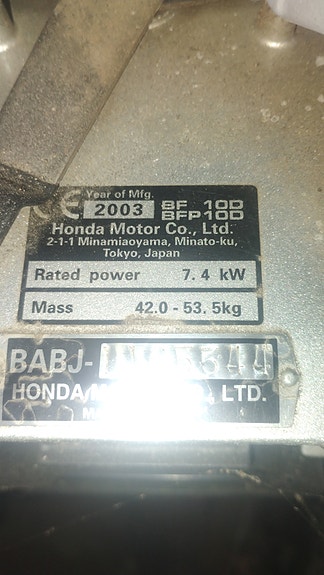 Year of Mfg.
CE 2003 BF 10D
BFP10D
Honda Motor Co., Ltd.
2-1-1 Minamiaoyama, Minato-ku,
Tokyo, Japan
Rated power 7.4 kW
Mass 42.0 - 53.5kg
BABJ-
HONDA LTD.